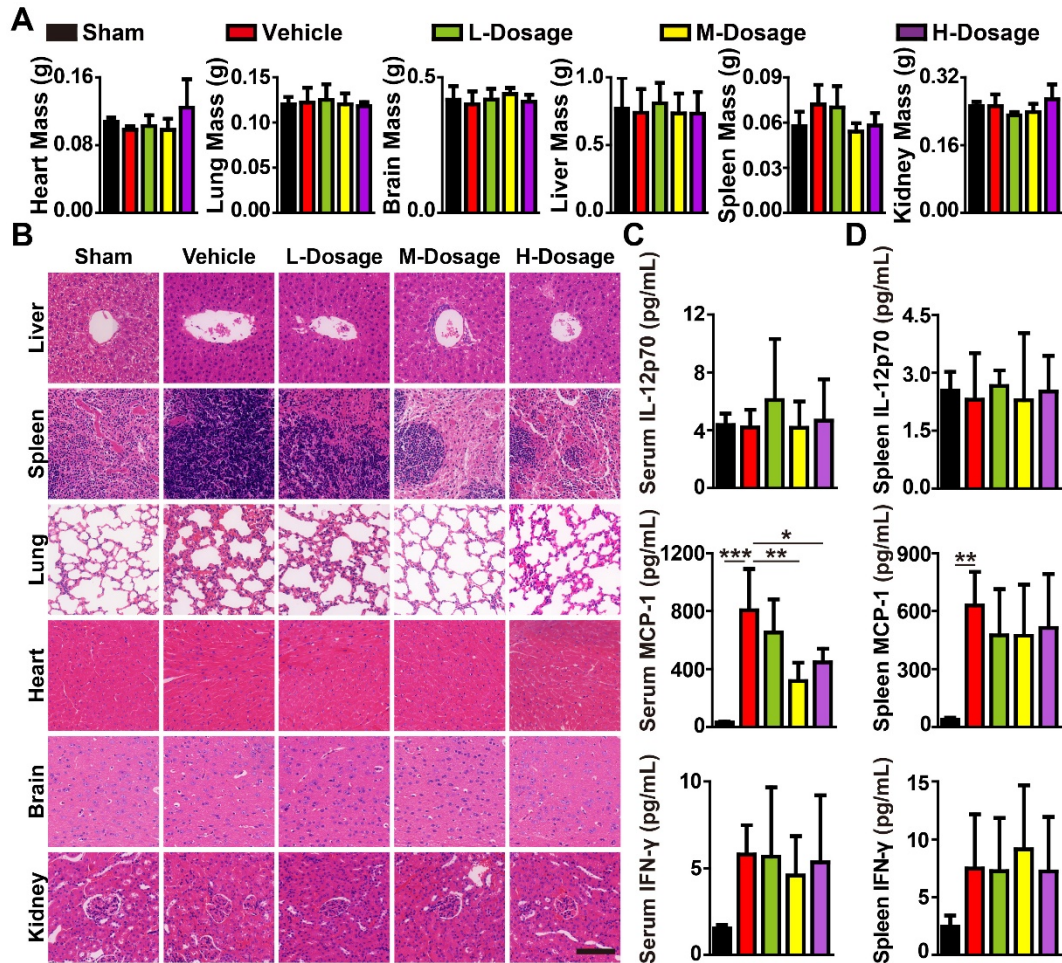 A
Sham Vehicle L-Dosage M-Dosage H-Dosage
Heart Mass (g)
0.16
0.08
0.00
Lung Mass (g)
0.15
0.10
0.05
0.00
Brain Mass (g)
0.5
0.0
Liver Mass (g)
1.0
0.5
0.0
Spleen Mass (g)
0.09
0.06
0.03
0.00
Kidney Mass (g)
0.32
0.16
0.00
B
Sham Vehicle L-Dosage M-Dosage H-Dosage
Liver
Spleen
Lung
Heart
Brain
Kidney
C
Serum IL-12p70 (pg/mL)
12
8
4
0
Serum MCP-1 (pg/mL)
1200
800
400
0
*** ** *
Serum IFN-γ (pg/mL)
10
5
0
D
Spleen IL-12p70 (pg/mL)
4.5
3.0
1.5
0.0
Spleen MCP-1 (pg/mL)
900
600
300
0
**
Spleen IFN-γ (pg/mL)
15
10
5
0